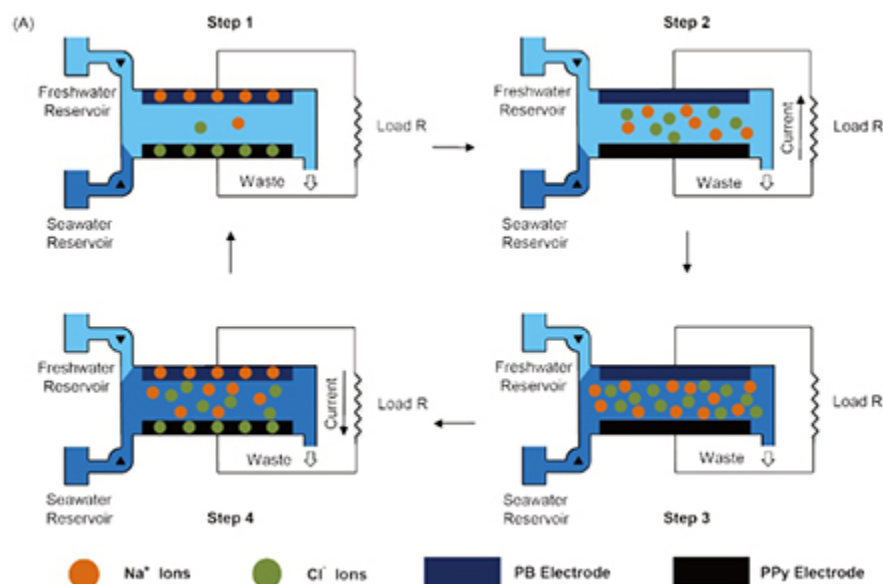 (A)
Step 1
Freshwater
Reservoir
Load R
Waste
Seawater
Reservoir
Step 2
Freshwater
Reservoir
Current
Load R
Waste
Seawater
Reservoir
Freshwater
Reservoir
Current
Load R
Waste
Seawater
Reservoir
Step 4
Freshwater
Reservoir
Load R
Waste
Seawater
Reservoir
Step 3
Na⁺ Ions
Cl⁻ Ions
PB Electrode
PPy Electrode